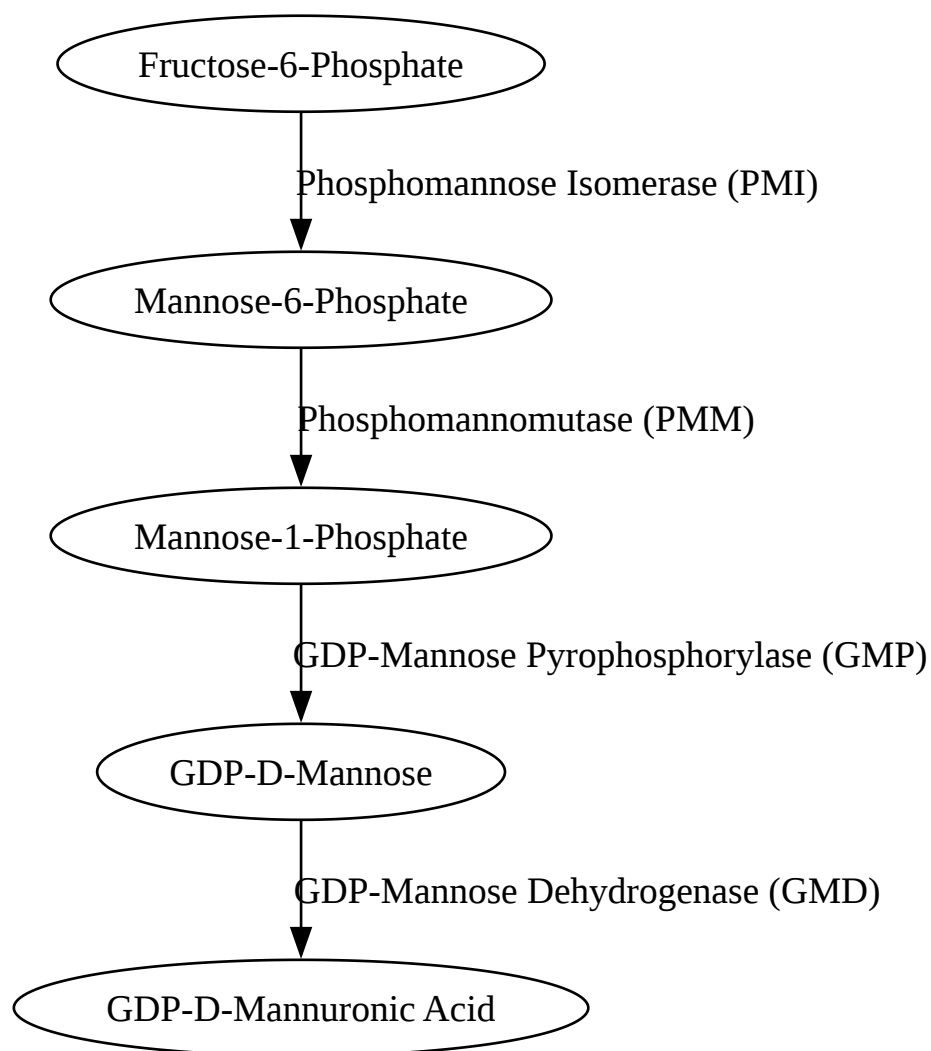 Fructose-6-Phosphate
Phosphomannose Isomerase (PMI)
Mannose-6-Phosphate
Phosphomannomutase (PMM)
Mannose-1-Phosphate
GDP-Mannose Pyrophosphorylase (GMP)
GDP-D-Mannose
GDP-Mannose Dehydrogenase (GMD)
GDP-D-Mannuronic Acid